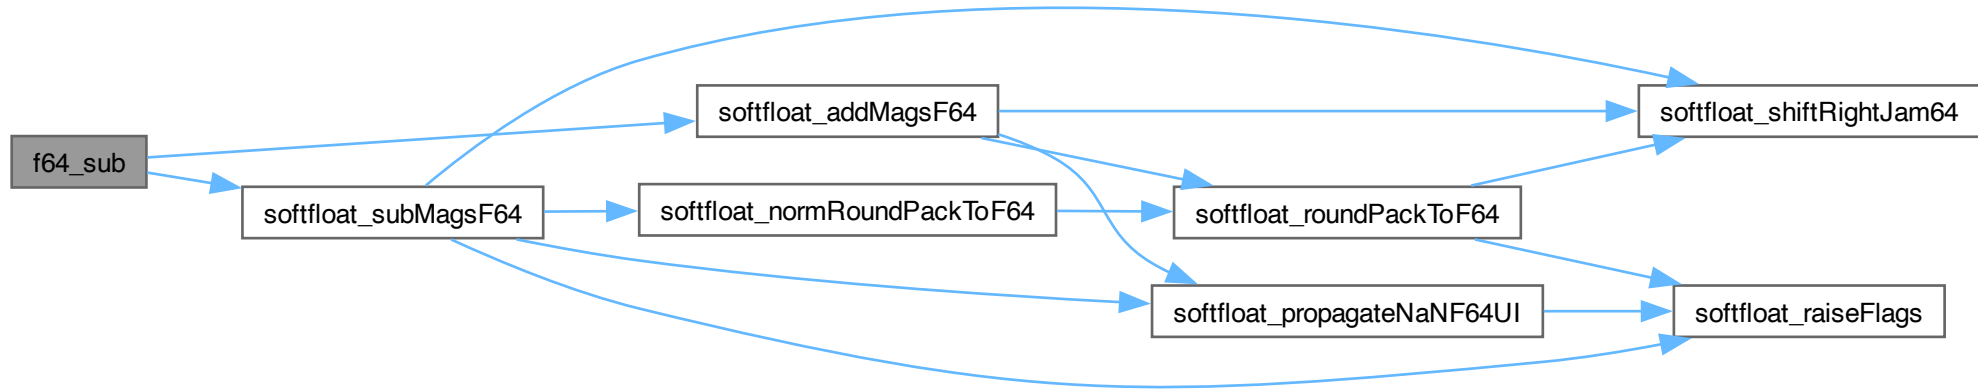 f64_sub
softfloat_addMagsF64
softfloat_subMagsF64
softfloat_normRoundPackToF64
softfloat_roundPackToF64
softfloat_propagateNaNF64UI
softfloat_shiftRightJam64
softfloat_raiseFlags